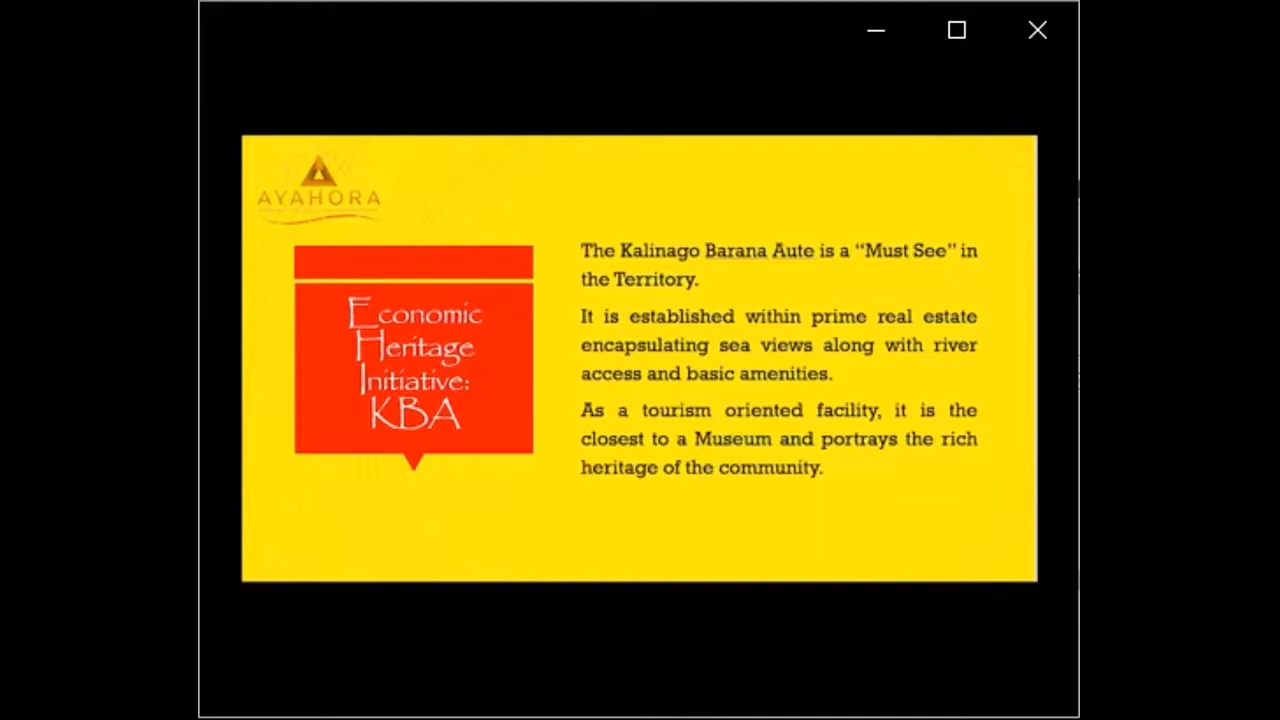 AYAHORA
Economic
Heritage
Initiative:
KBA
The Kalinago Barana Aute is a “Must See” in
the Territory.
It is established within prime real estate
encapsulating sea views along with river
access and basic amenities.
As a tourism oriented facility, it is the
closest to a Museum and portrays the rich
heritage of the community.